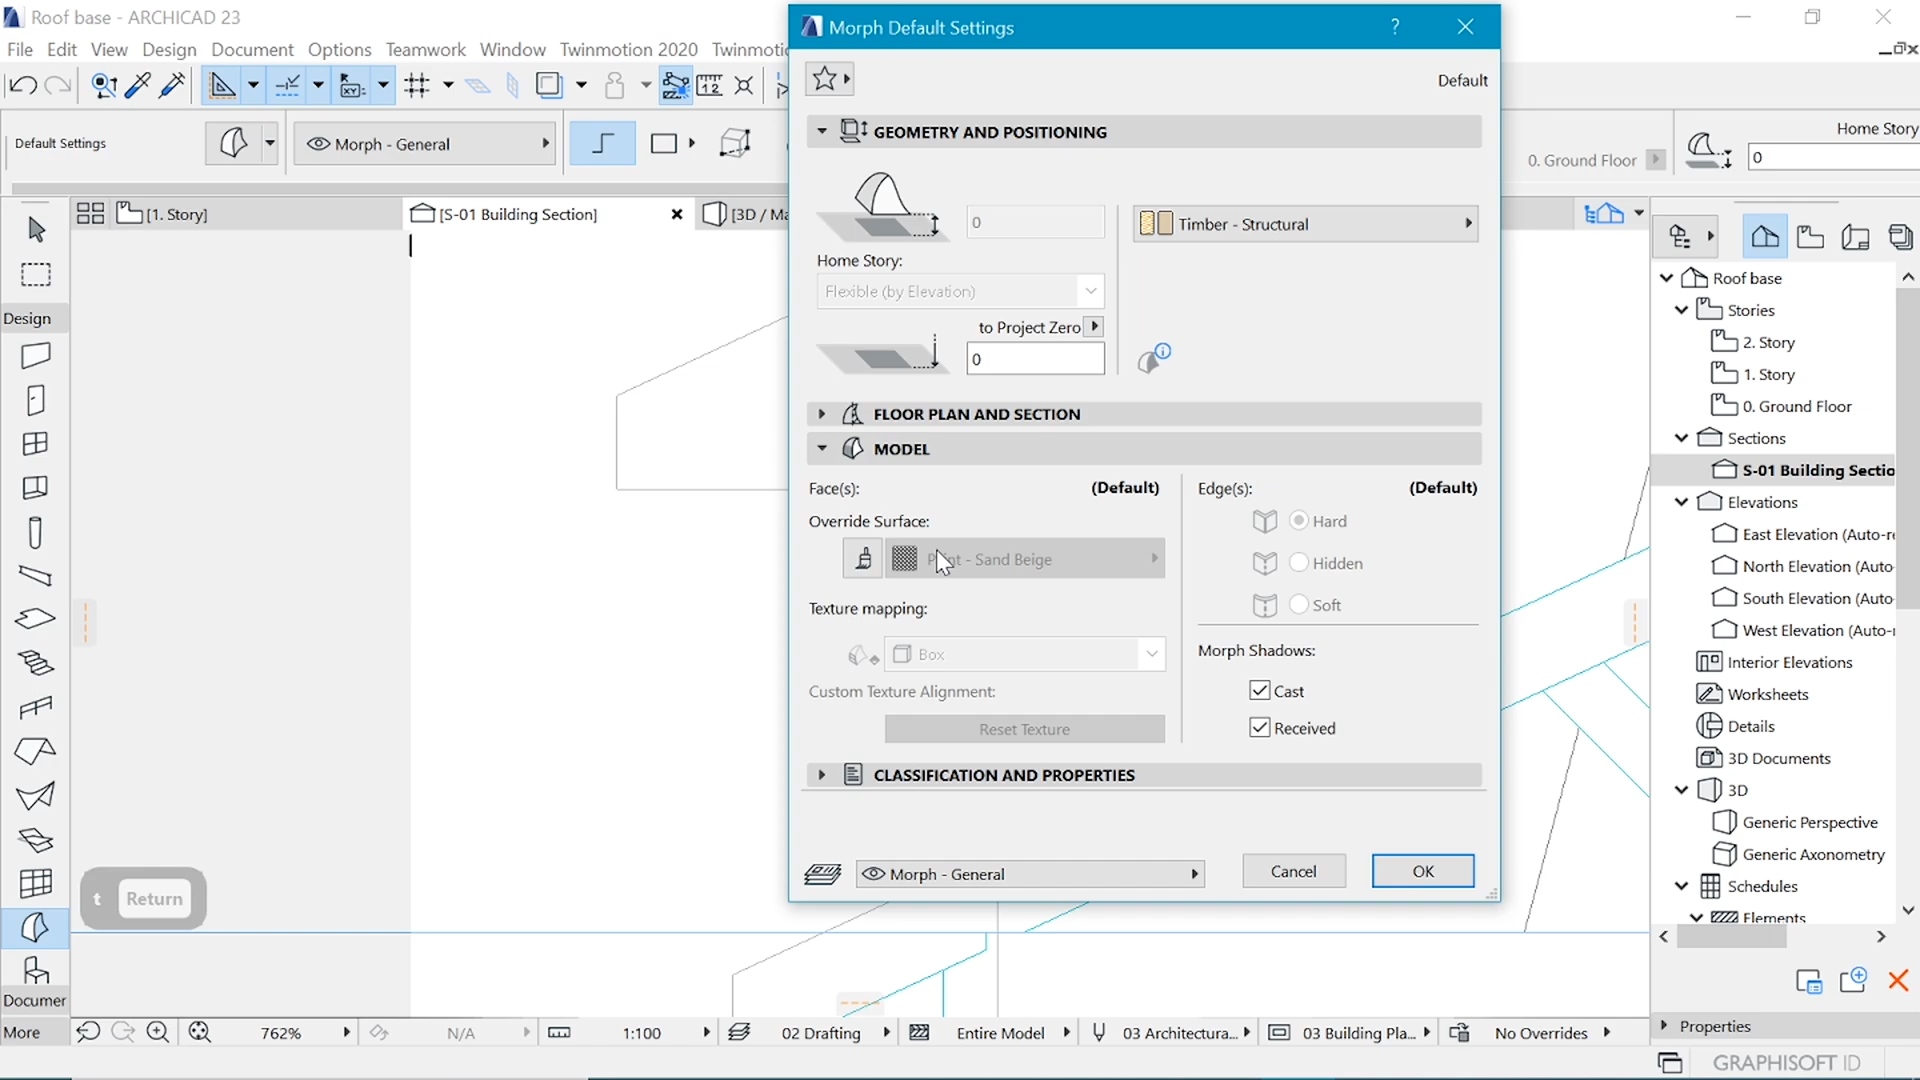 Roof base - ARCHICAD 23
File Edit View Design Document Options Teamwork Window Twinmotion 2020
Default Settings
Morph - General
0. Ground Floor
Home Story
0
[1. Story]
[S-01 Building Section]
[3D /
Design
Morph Default Settings
?
Default
GEOMETRY AND POSITIONING
0
Timber - Structural
Home Story:
Flexible (by Elevation)
to Project Zero
0
FLOOR PLAN AND SECTION
MODEL
Face(s):
(Default)
Edge(s):
(Default)
Override Surface:
- Sand Beige
Hard
Hidden
Soft
Texture mapping:
Box
Custom Texture Alignment:
Reset Texture
Morph Shadows:
Cast
Received
CLASSIFICATION AND PROPERTIES
Morph - General
Cancel
OK
Roof base
Stories
2. Story
1. Story
0. Ground Floor
Sections
S-01 Building Sectio
Elevations
East Elevation (Auto-r
North Elevation (Auto
South Elevation (Auto
West Elevation (Auto-
Interior Elevations
Worksheets
Details
3D Documents
3D
Generic Perspective
Generic Axonometry
Schedules
Elements
t Return
Documer
More
762%
N/A
1:100
02 Drafting
Entire Model
03 Architectura...
03 Building Pla...
No Overrides
Properties
GRAPHISOFT ID